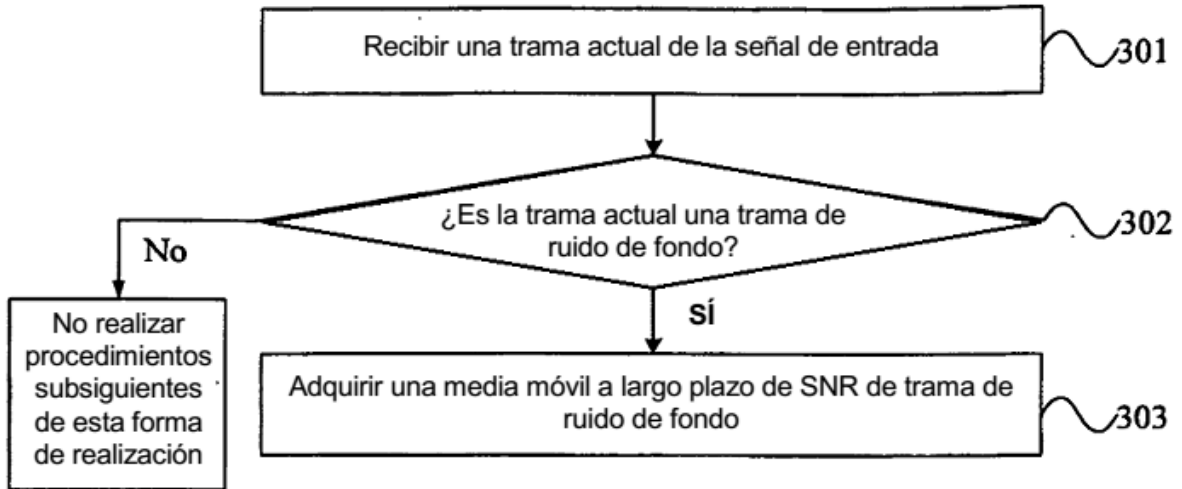 Recibir una trama actual de la señal de entrada
301
¿Es la trama actual una trama de
ruido de fondo?
302
No
SÍ
No realizar
procedimientos
subsiguientes
de esta forma
de realización
Adquirir una media móvil a largo plazo de SNR de trama de
ruido de fondo
303